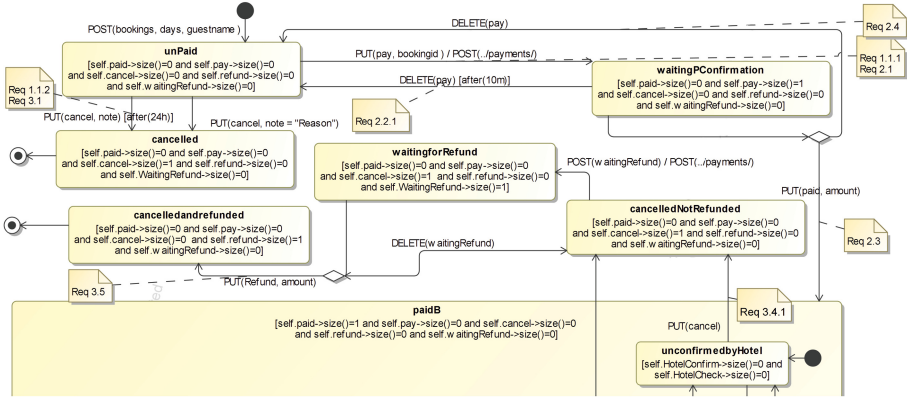 DELETE(pay)
Req 2.4
POST(bookings, days, guestname )
unPaid
[self.paid->size()=0 and self.pay->size()=0
and self.cancel->size()=0 and self.refund->size()=0
and self.waitingRefund->size()=0]
PUT(pay, bookingid ) / POST(../payments/)
Req 1.1.1
Req 2.1
waitingPConfirmation
[self.paid->size()=0 and self.pay->size()=1
and self.cancel->size()=0 and self.refund->size()=0
and self.waitingRefund->size()=0]
DELETE(pay) [after(10m)]
Req 1.1.2
Req 3.1
Req 2.2.1
PUT(cancel, note) [after(24h)]
PUT(cancel, note = "Reason")
cancelled
[self.paid->size()=0 and self.pay->size()=0
and self.cancel->size()=1 and self.refund->size()=0
and self.WaitingRefund->size()=0]
waitingforRefund
[self.paid->size()=0 and self.pay->size()=0
and self.cancel->size()=1 and self.refund->size()=0
and self.WaitingRefund->size()=1]
POST(waitingRefund) / POST(../payments/)
PUT(paid, amount)
cancelledandrefunded
[self.paid->size()=0 and self.pay->size()=0
and self.cancel->size()=0 and self.refund->size()=1
and self.waitingRefund->size()=0]
cancelledNotRefunded
[self.paid->size()=0 and self.pay->size()=0
and self.cancel->size()=1 and self.refund->size()=0
and self.waitingRefund->size()=0]
Req 2.3
DELETE(waitingRefund)
PUT(Refund, amount)
Req 3.5
Req 3.4.1
paidB
[self.paid->size()=1 and self.pay->size()=0 and self.cancel->size()=0
and self.refund->size()=0 and self.waitingRefund->size()=0]
PUT(cancel)
unconfirmedbyHotel
[self.HotelConfirm->size()=0 and
self.HotelCheck->size()=0]